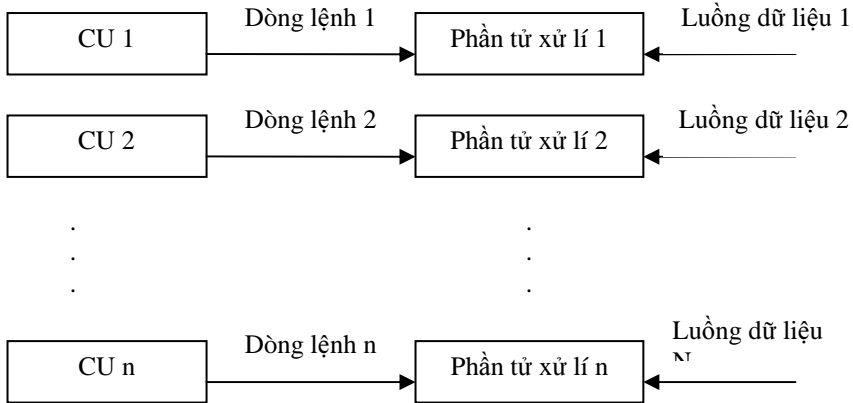 Dòng lệnh 1
Luồng dữ liệu 1
CU 1
Phần tử xử lí 1
Dòng lệnh 2
Luồng dữ liệu 2
CU 2
Phần tử xử lí 2
.
.
.
.
.
.
Dòng lệnh n
Luồng dữ liệu
N
CU n
Phần tử xử lí n